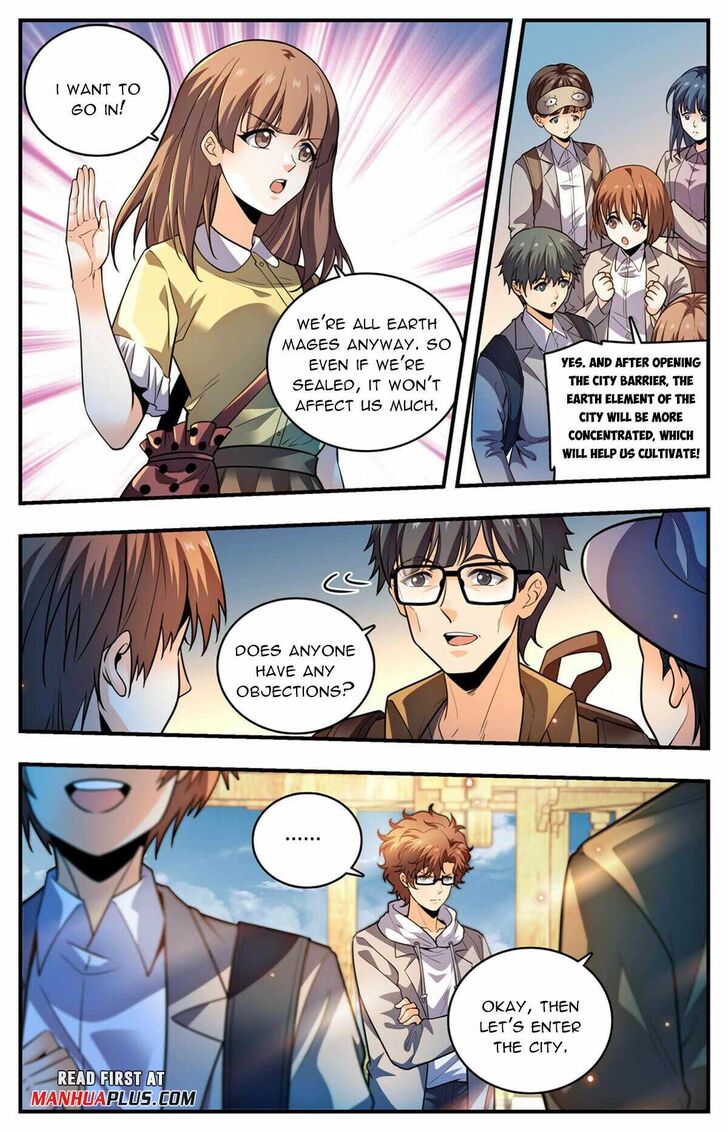 I WANT TO
GO IN!
WE'RE ALL EARTH
MAGES ANYWAY. SO
EVEN IF WE'RE
SEALED, IT WON'T
AFFECT US MUCH.
YES. AND AFTER OPENING
THE CITY BARRIER, THE
EARTH ELEMENT OF THE
CITY WILL BE MORE
CONCENTRATED, WHICH
WILL HELP US CULTIVATE!
DOES ANYONE
HAVE ANY
OBJECTIONS?
......
OKAY, THEN
LET'S ENTER
THE CITY.
READ FIRST AT
MANHUAPLUS.COM